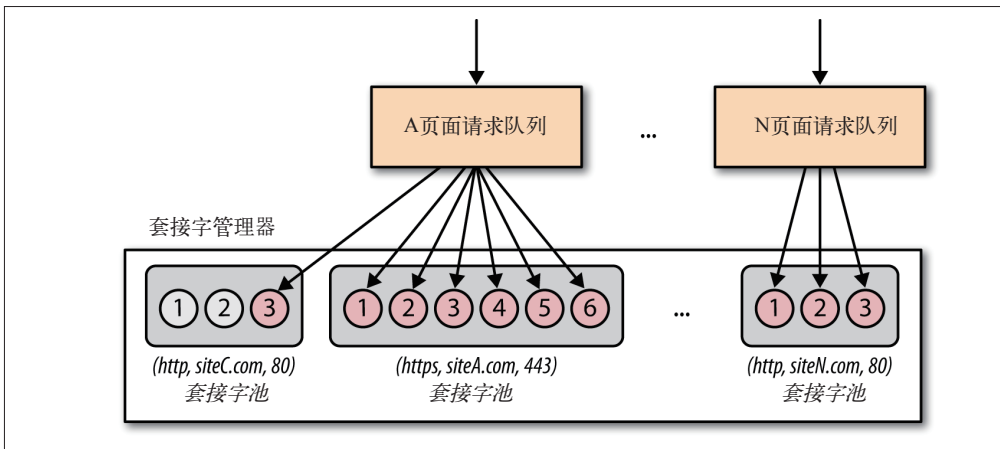 A页面请求队列
...
N页面请求队列
套接字管理器
1 2 3
1 2 3 4 5 6
...
1 2 3
(http, siteC.com, 80)
套接字池
(https, siteA.com, 443)
套接字池
(http, siteN.com, 80)
套接字池